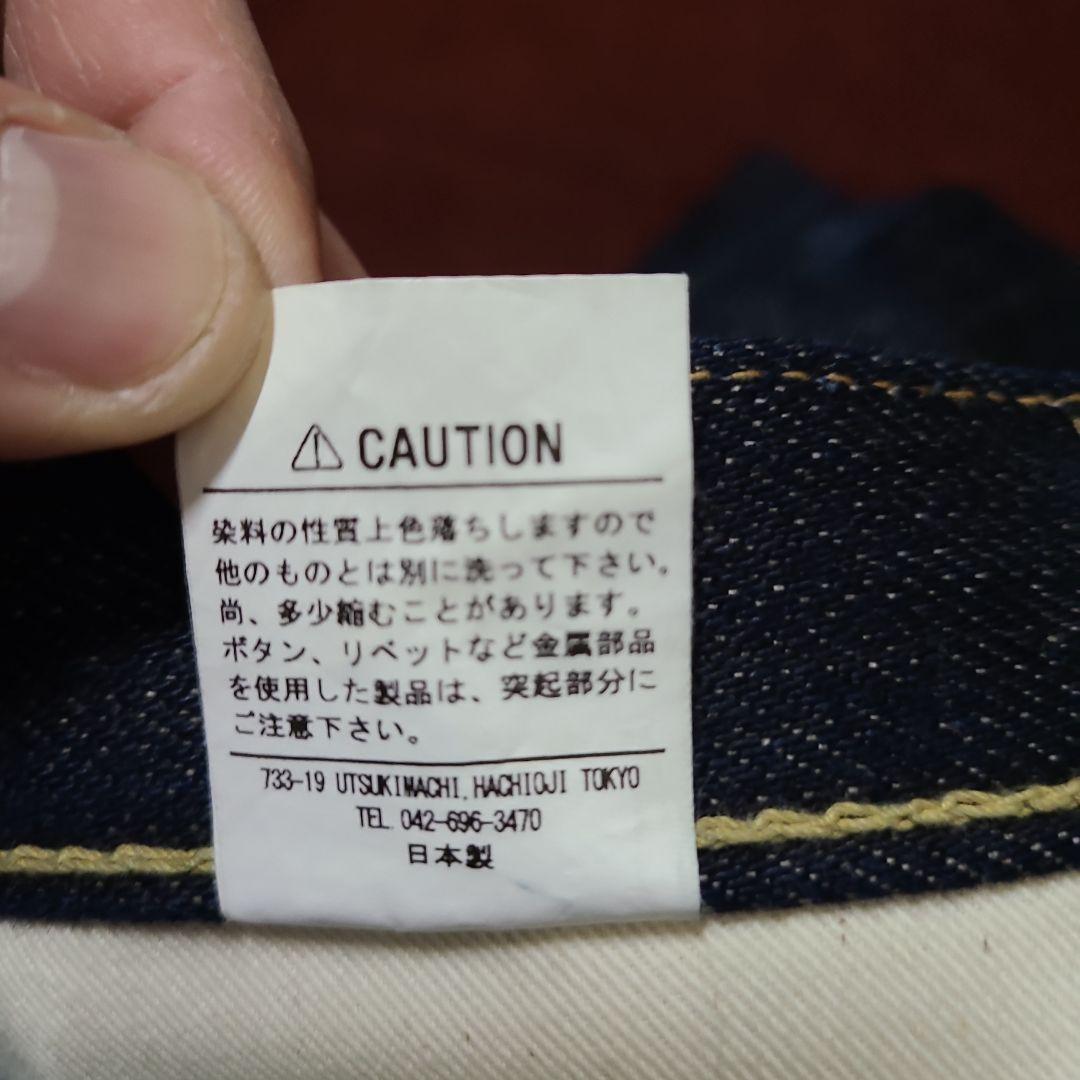 ⚠ CAUTION
染料の性質上色落ちしますので
他のものとは別に洗って下さい。
尚、多少縮むことがあります。
ボタン、リベットなど金属部品
を使用した製品は、突起部分に
ご注意下さい。
733-19 UTSUKIMACHI, HACHIOJI TOKYO
TEL. 042-696-3470
日本製